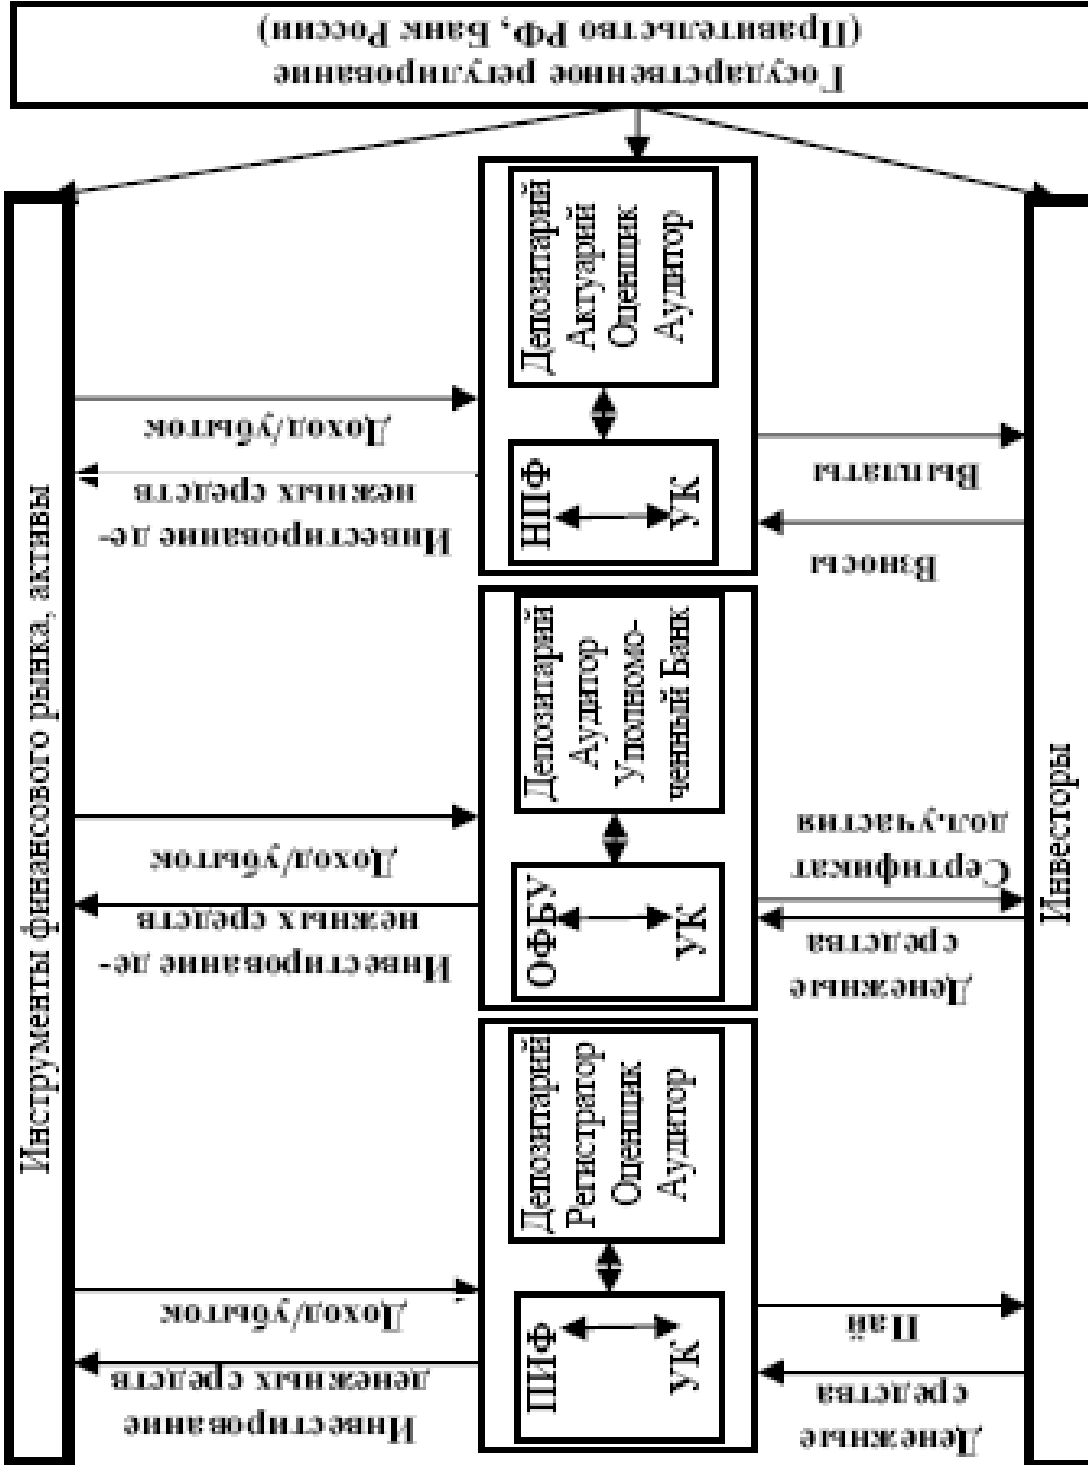 Инструменты финансового рынка, активы
Инвестирование
денежных средств
Доход/убыток
Инвестирование де-
нежных средств
Доход/убыток
Инвестирование де-
нежных средств
Доход/убыток
ПИФ
УК
Депозитарий
Регистратор
Оценщик
Аудитор
ОФБУ
УК
Депозитарий
Аудитор
Уполномо-
ченный Банк
НПФ
УК
Депозитарий
Актуарий
Оценщик
Аудитор
Денежные
средства
Пай
Денежные
средства
Сертификат
дол.участия
Взносы
Выплаты
Инвесторы
Государственное регулирование
(Правительство РФ, Банк России)